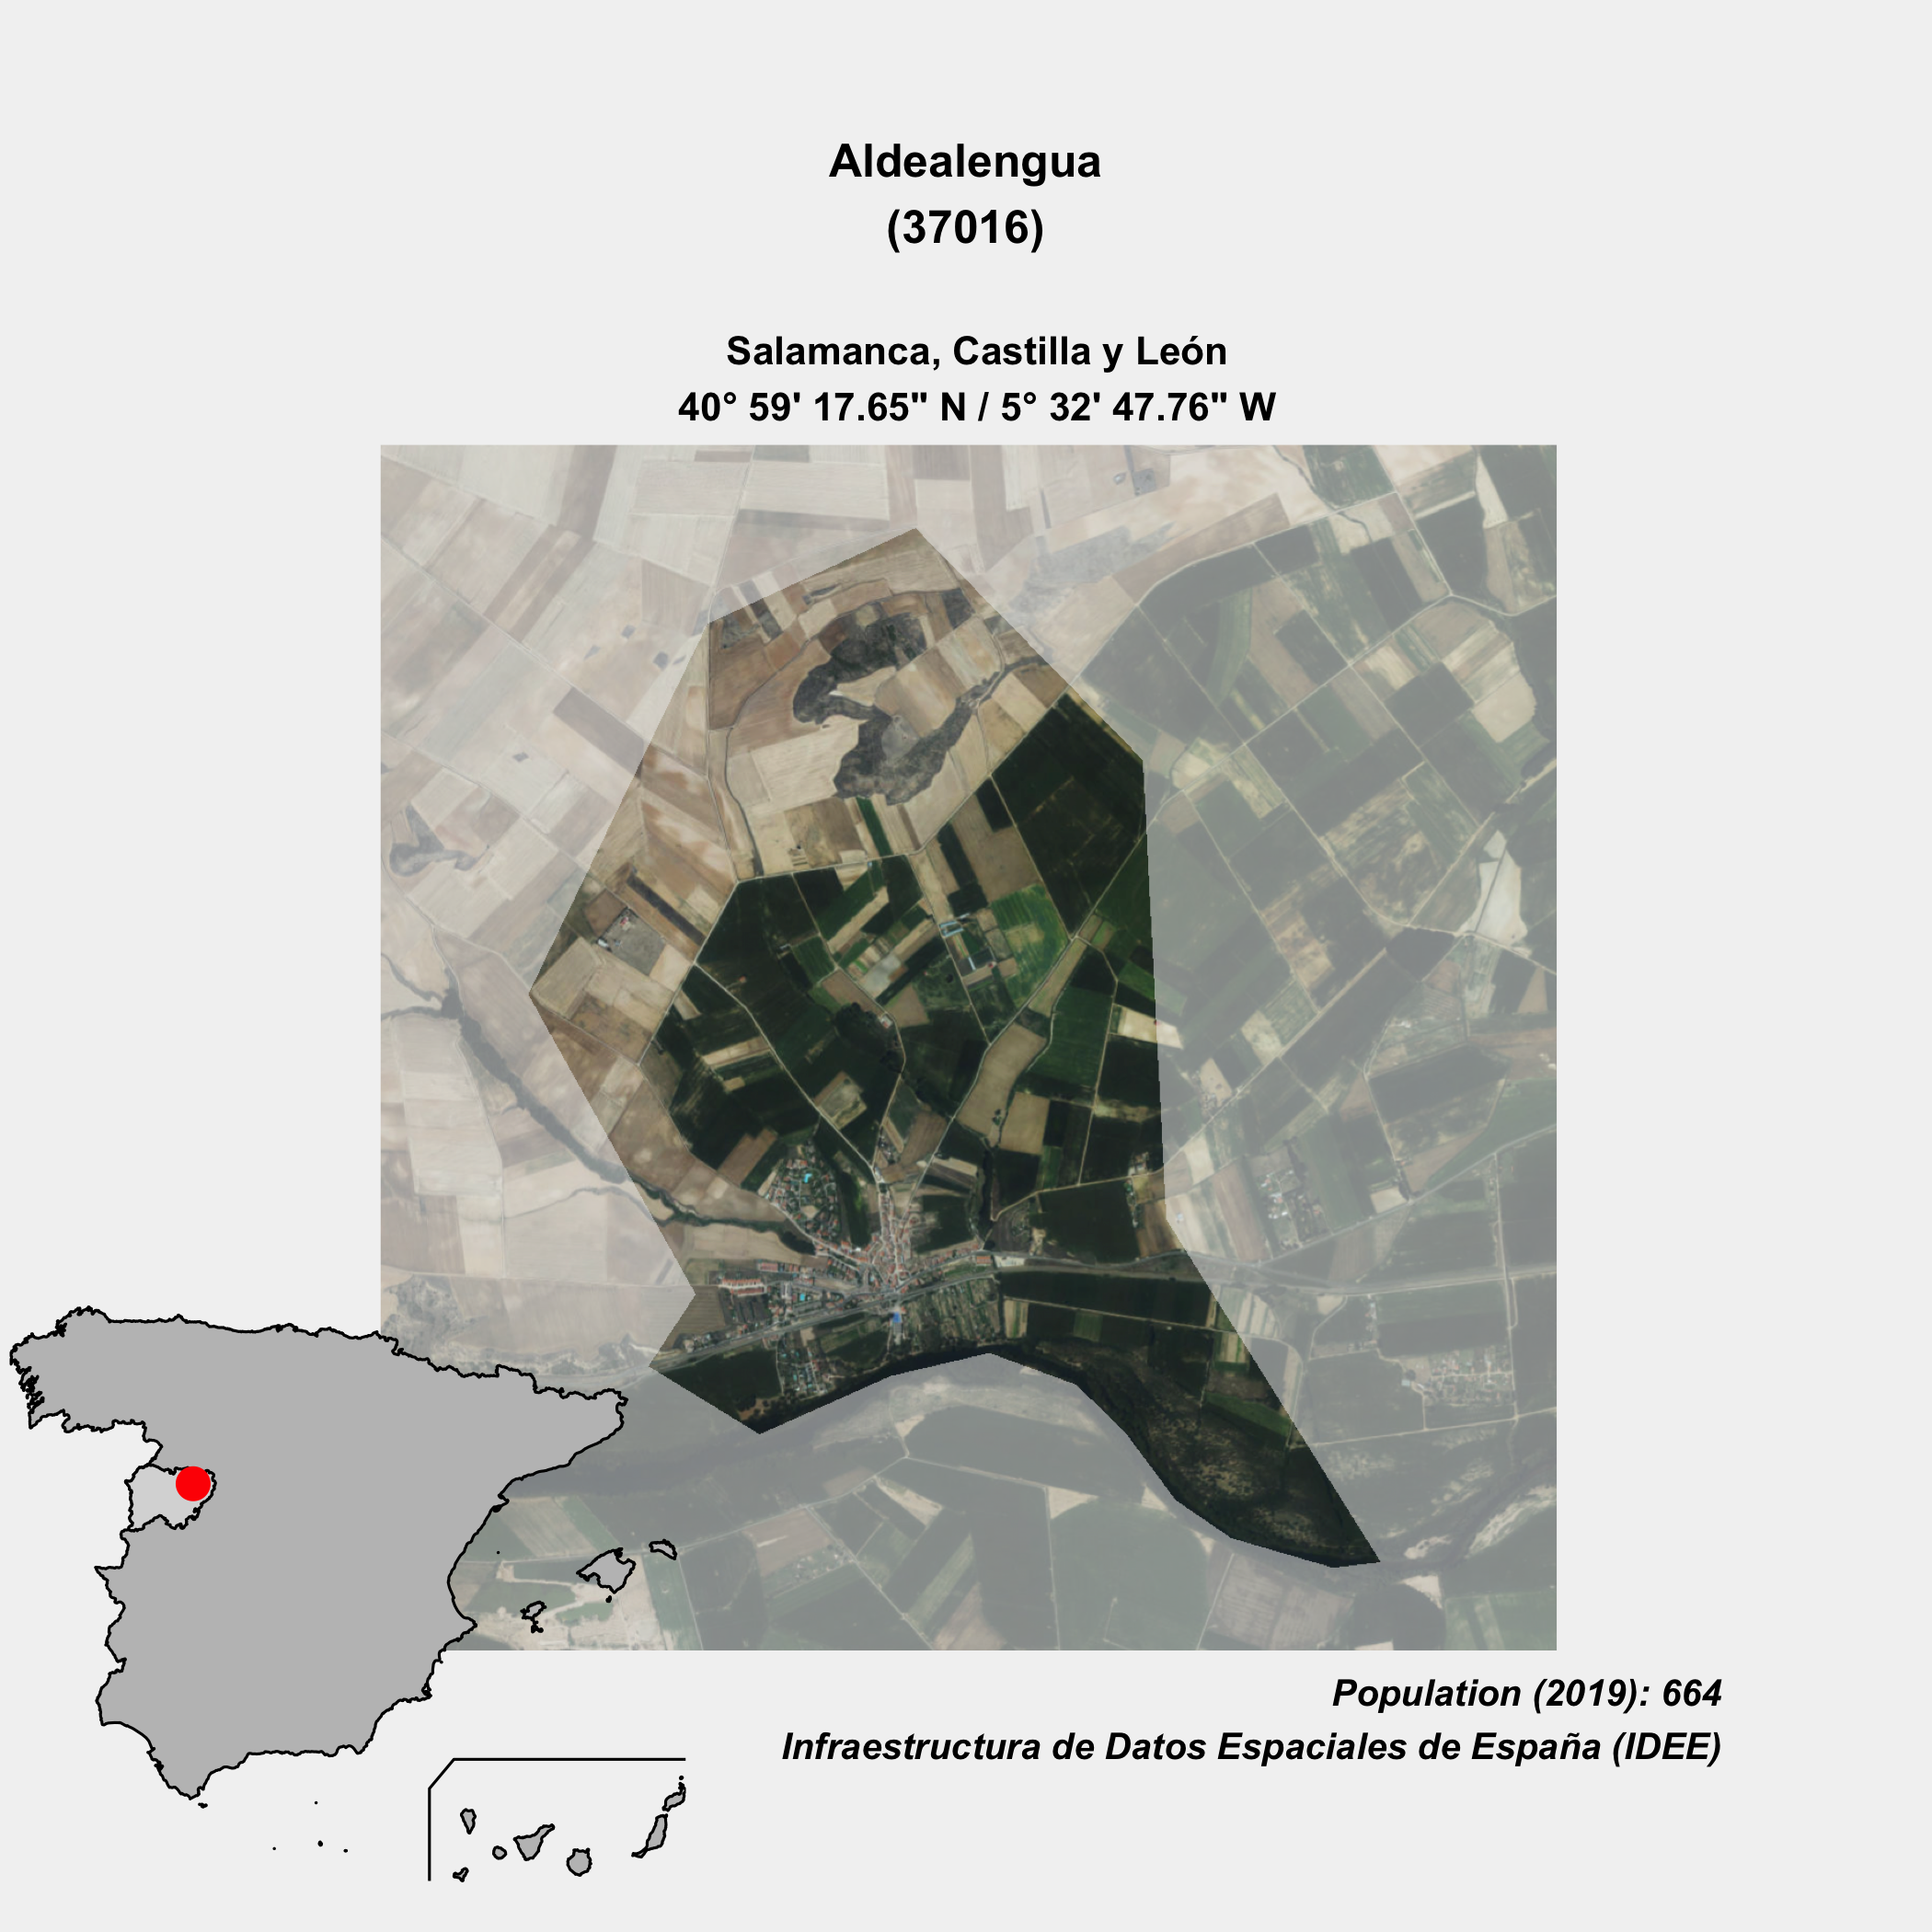 Aldealengua
(37016)
Salamanca, Castilla y León
40° 59' 17.65" N / 5° 32' 47.76" W
Population (2019): 664
Infraestructura de Datos Espaciales de España (IDEE)